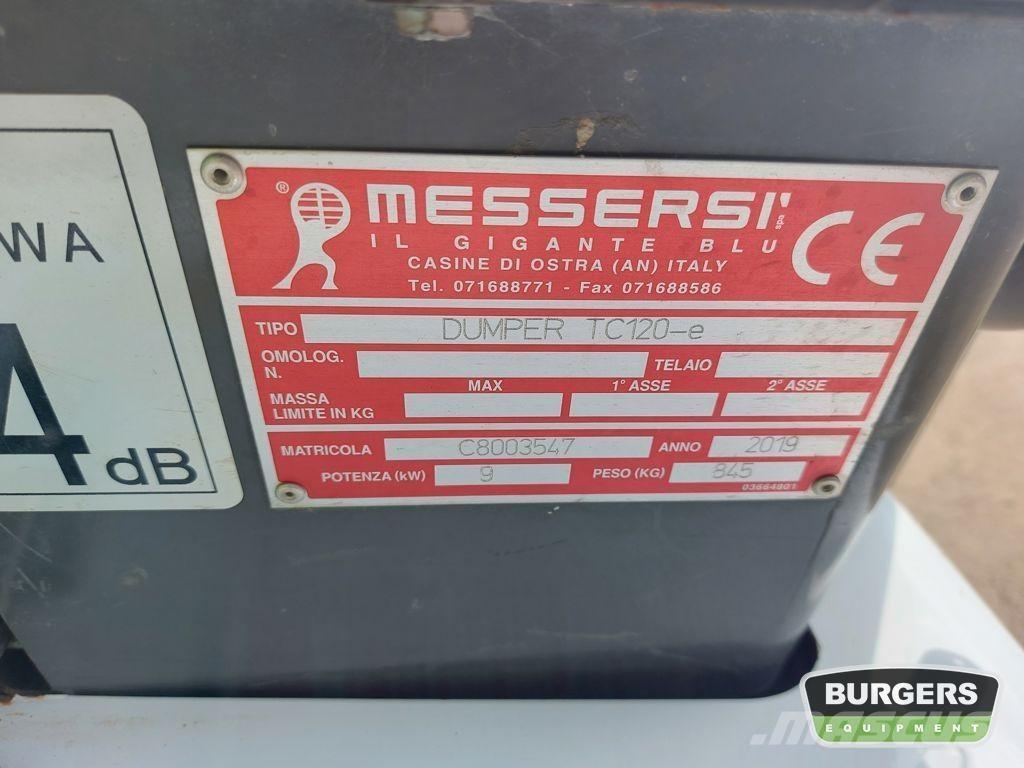 WA
4 dB
® MESSERSI' spa
IL GIGANTE BLU
CASINE DI OSTRA (AN) ITALY
Tel. 071688771 - Fax 071688586
CE
TIPO DUMPER TC120-e
OMOLOG. N. TELAIO
MAX 1° ASSE 2° ASSE
MASSA LIMITE IN KG
MATRICOLA C8003547 ANNO 2019
POTENZA (kW) 9 PESO (KG) 845
03664801
BURGERS
EQUIPMENT
MASCUS